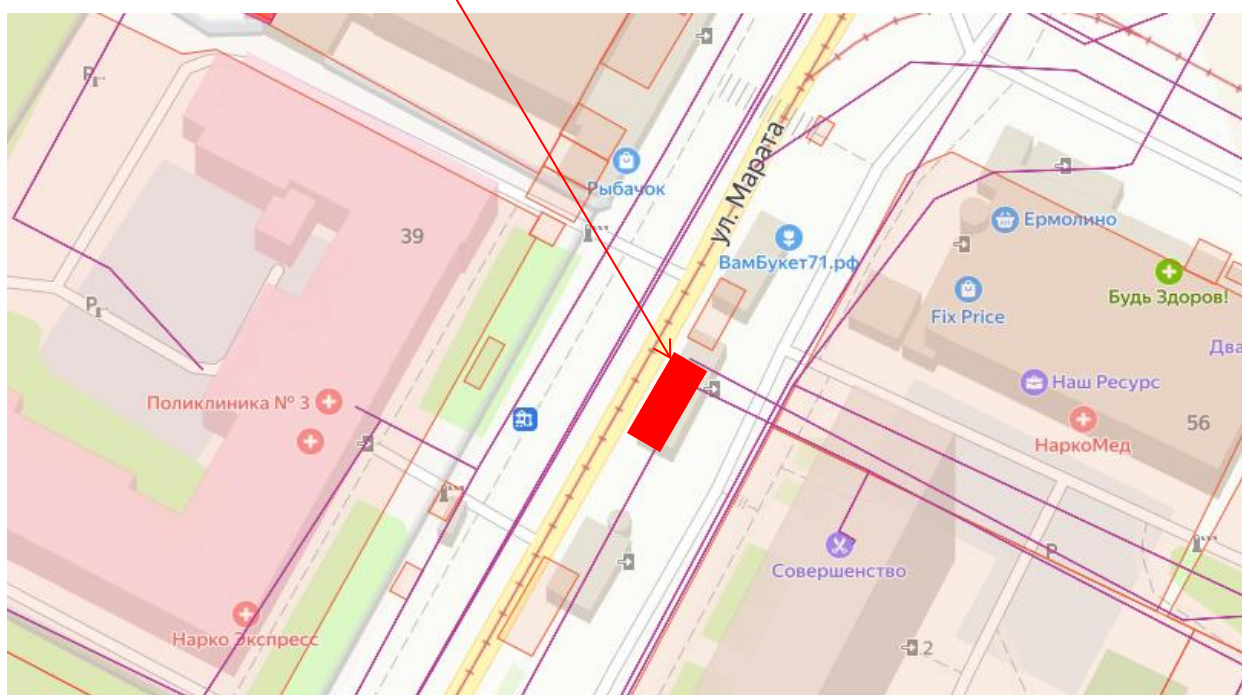 Р
Рыбачок
ул. Марата
39
Ермолино
ВамБукет71.рф
Будь Здоров!
Fix Price
Р
Два
Наш Ресурс
Поликлиника № 3
56
НаркоМед
Р
Совершенство
Нарко Экспресс
2